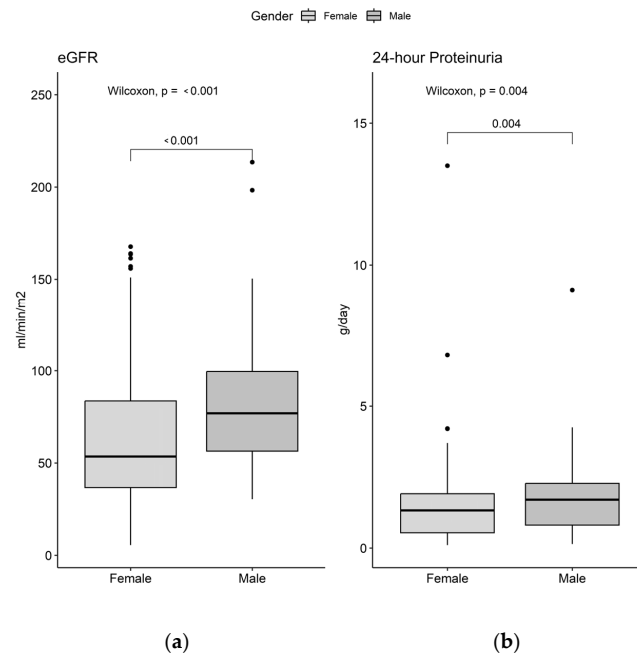 Gender Female Male
eGFR
Wilcoxon, p = <0.001
<0.001
250
200
150
100
50
0
ml/min/m2
Female Male
(a)
24-hour Proteinuria
Wilcoxon, p = 0.004
0.004
15
10
5
0
g/day
Female Male
(b)